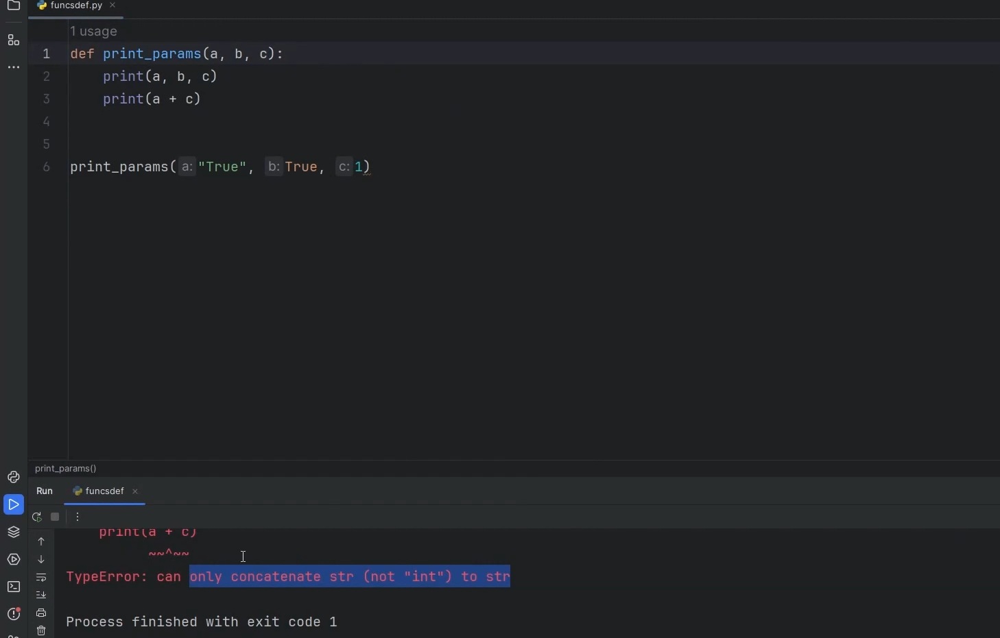 funcsdef.py
1 usage
1 def print_params(a, b, c):
2 print(a, b, c)
3 print(a + c)
4
5
6 print_params( a: "True", b: True, c: 1)
print_params()
Run funcsdef
print(a + c)
~~^~~
TypeError: can only concatenate str (not "int") to str
Process finished with exit code 1